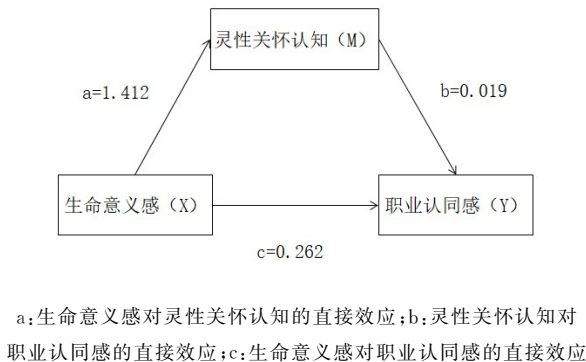 灵性关怀认知（M）
a=1.412
b=0.019
生命意义感（X）
职业认同感（Y）
c=0.262
a:生命意义感对灵性关怀认知的直接效应;b:灵性关怀认知对
职业认同感的直接效应;c:生命意义感对职业认同感的直接效应